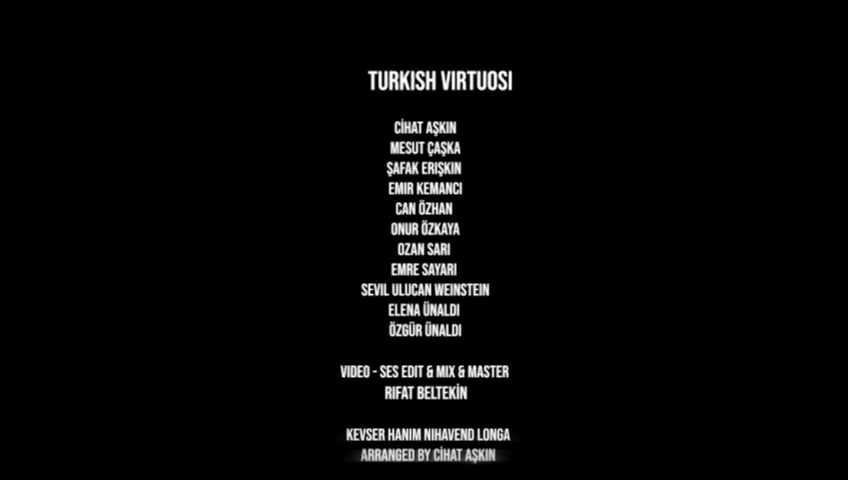 TURKISH VIRTUOSI
CİHAT AŞKIN
MESUT ÇAŞKA
ŞAFAK ERIŞKIN
EMIR KEMANCI
CAN ÖZHAN
ONUR ÖZKAYA
OZAN SARI
EMRE SAYARI
SEVIL ULUCAN WEINSTEIN
ELENA ÜNALDI
ÖZGÜR ÜNALDI
VIDEO - SES EDIT & MIX & MASTER
RIFAT BELTEKİN
KEVSER HANIM NIHAVEND LONGA
ARRANGED BY CİHAT AŞKIN